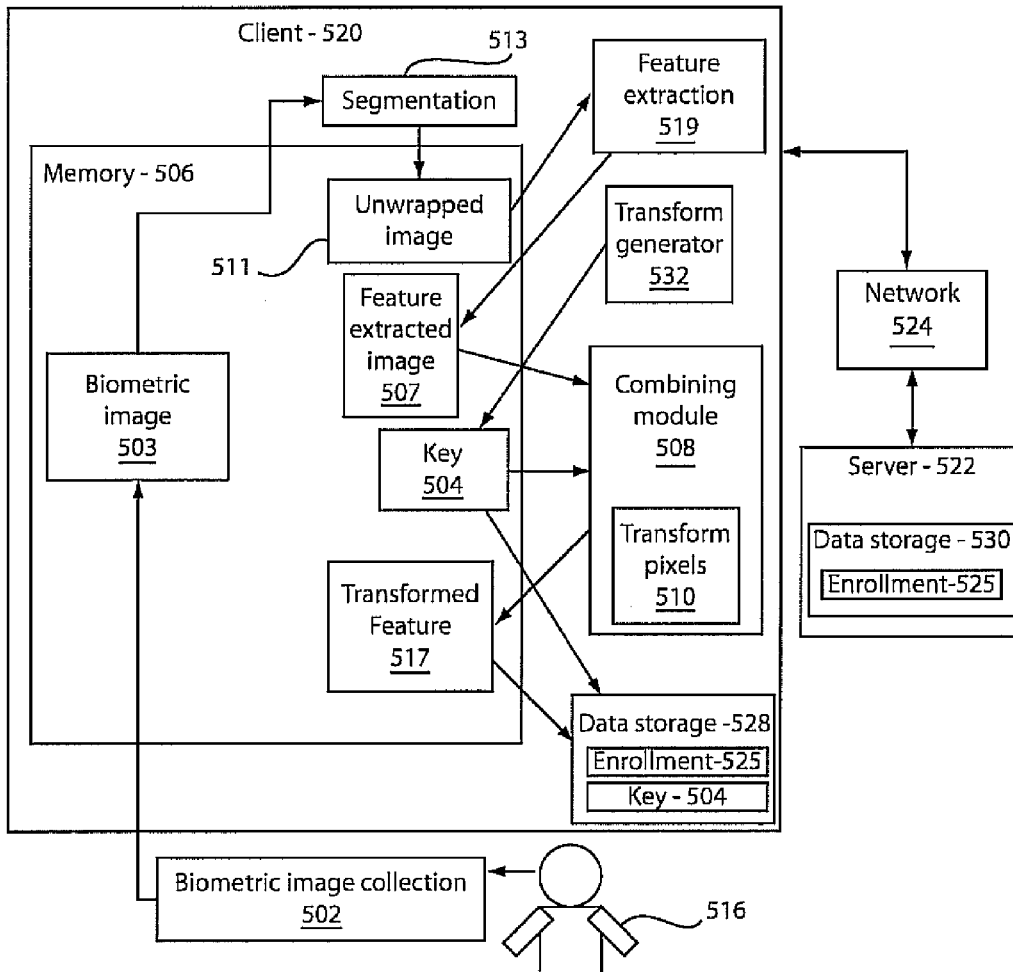 Client - 520
513
Segmentation
Feature
extraction
519
Memory - 506
Unwrapped
image
511
Transform
generator
532
Network
524
Feature
extracted
image
507
Biometric
image
503
Combining
module
508
Key
504
Server - 522
Transform
pixels
510
Data storage - 530
Enrollment-525
Transformed
Feature
517
Data storage -528
Enrollment-525
Key - 504
Biometric image collection
502
516